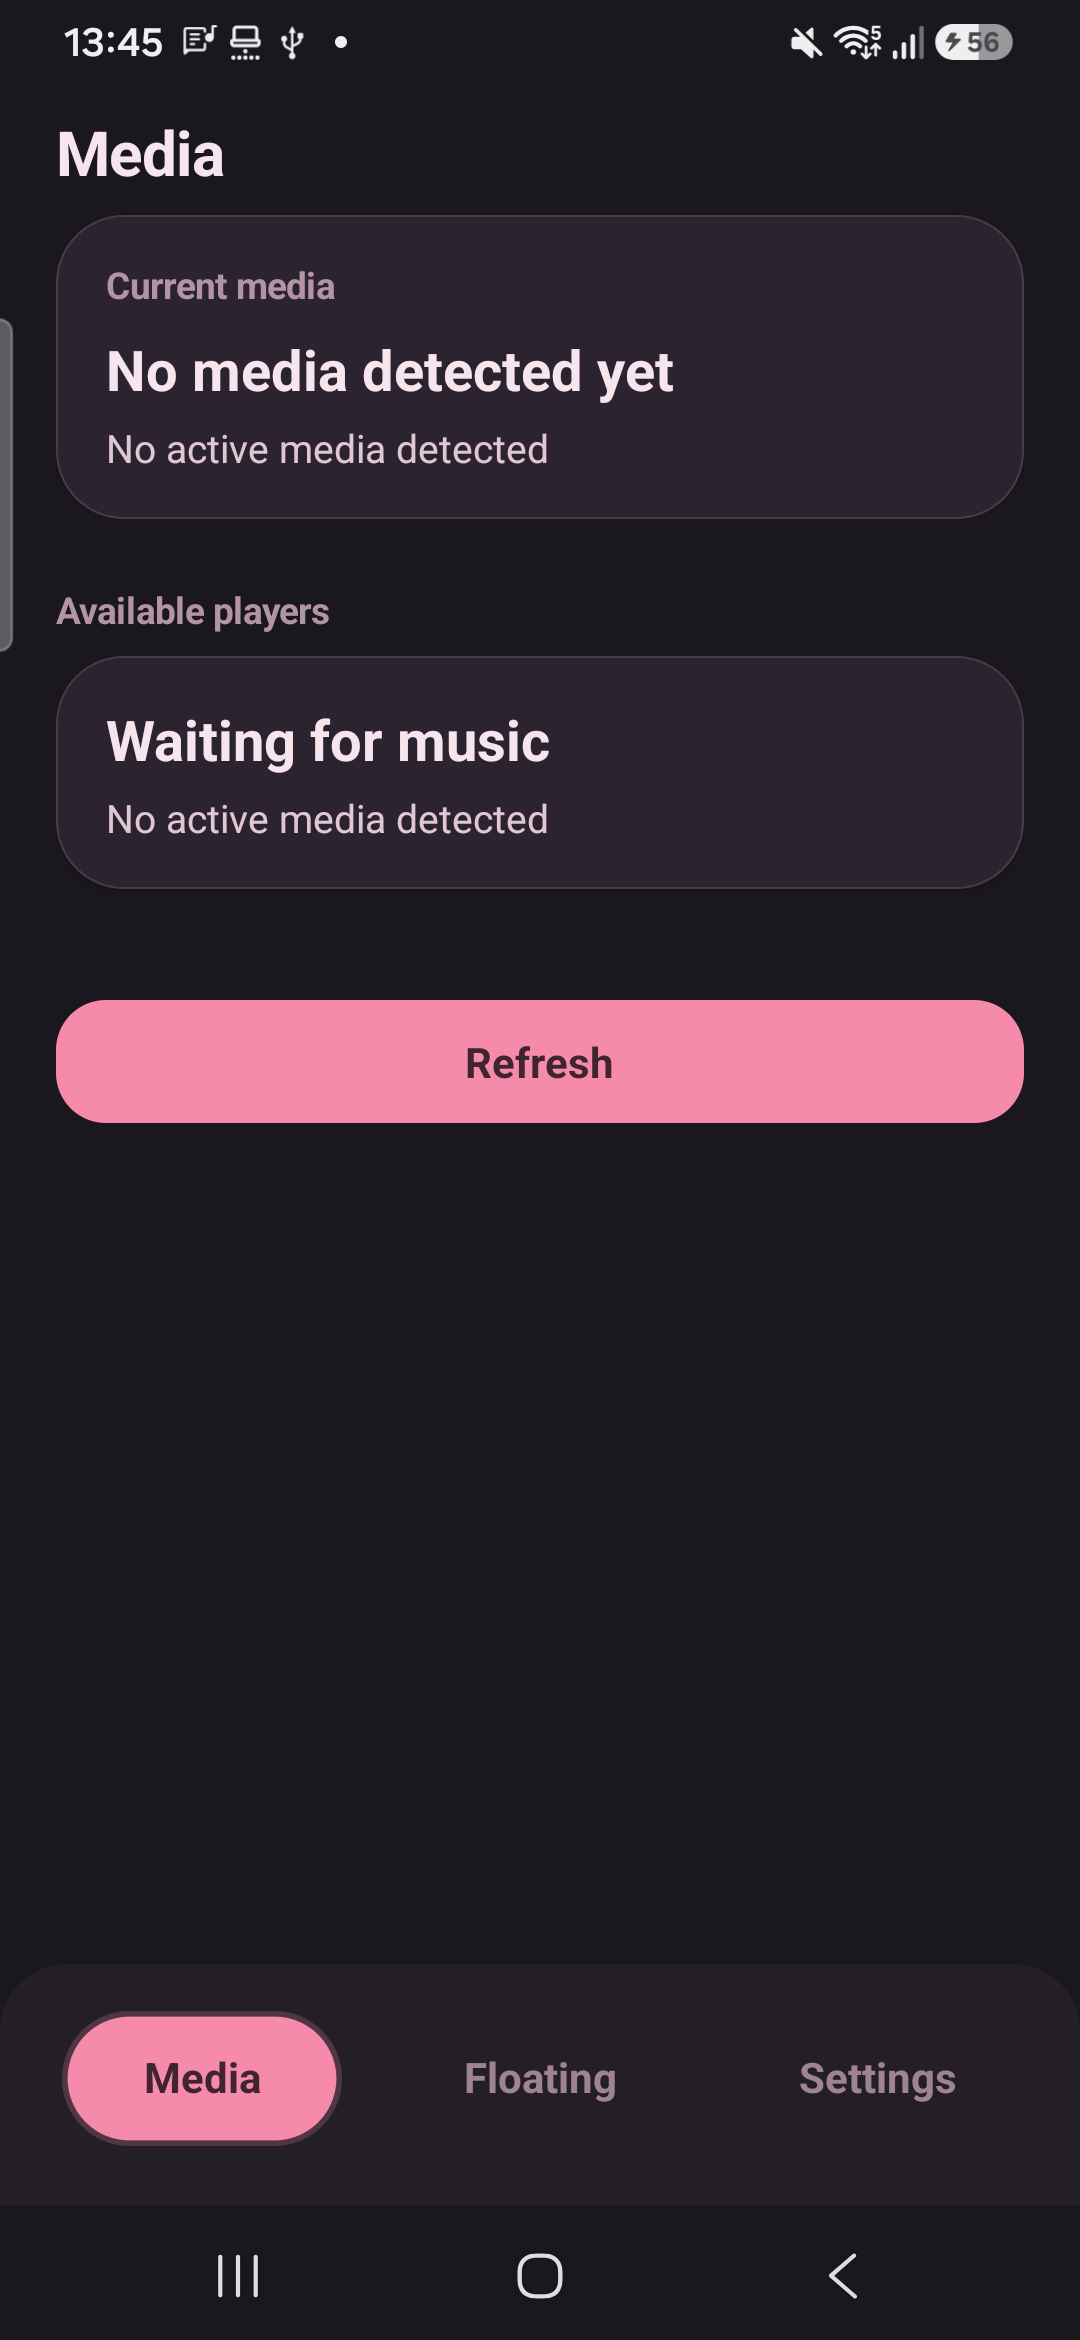 13:45
5
56
Media
Current media
No media detected yet
No active media detected
Available players
Waiting for music
No active media detected
Refresh
Media
Floating
Settings